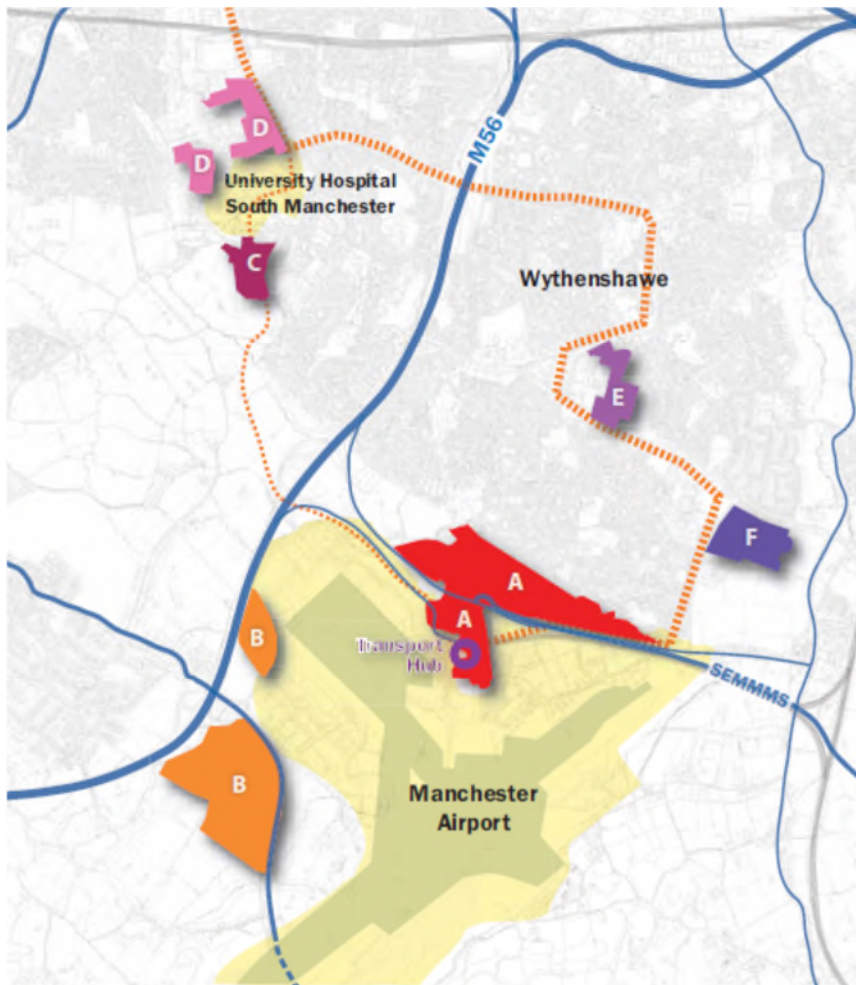 D
D
University Hospital
South Manchester
M56
C
Wythenshawe
E
F
A
A
B
Transport
Hub
SEMMMS
B
Manchester
Airport